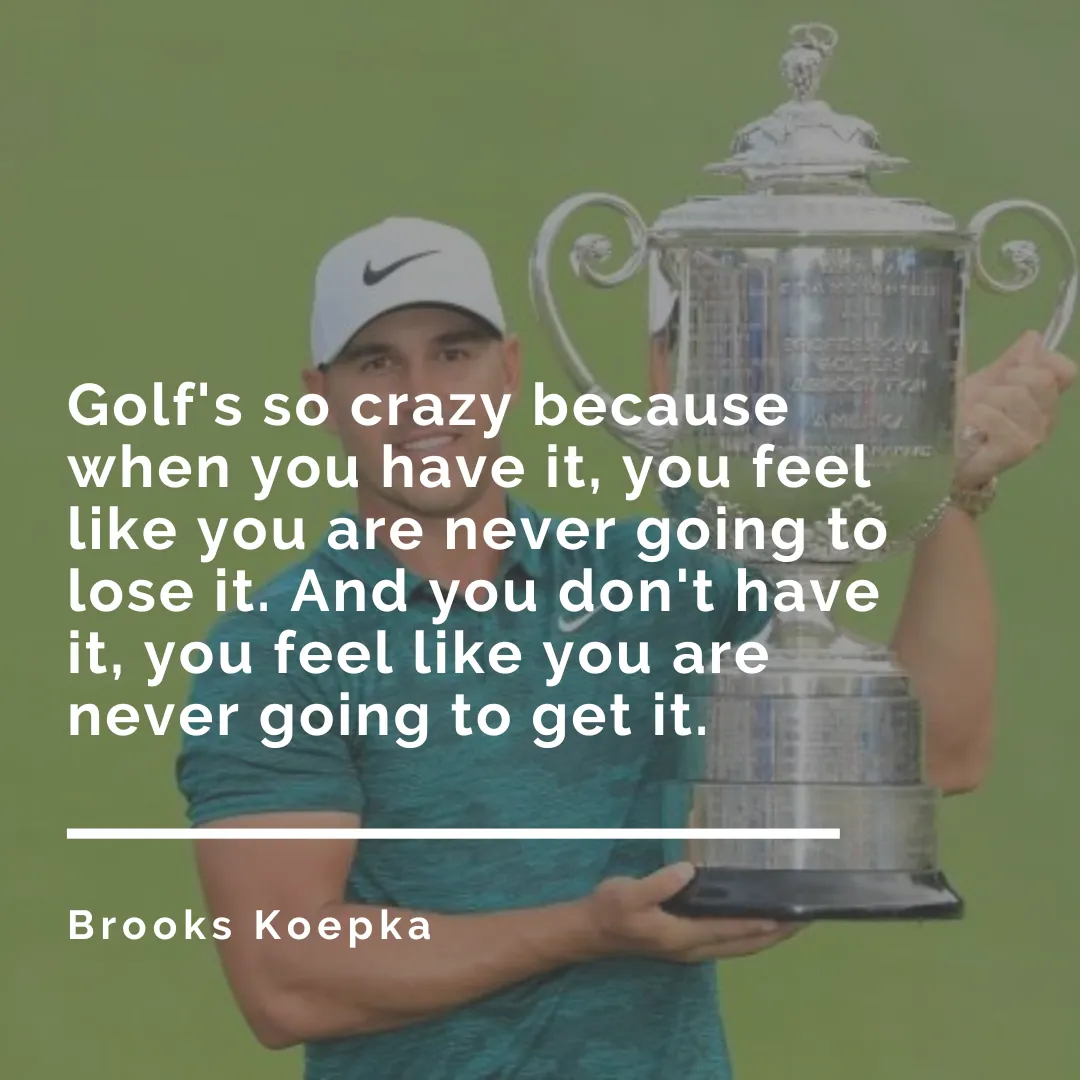 Golf's so crazy because
when you have it, you feel
like you are never going to
lose it. And you don't have
it, you feel like you are
never going to get it.
Brooks Koepka